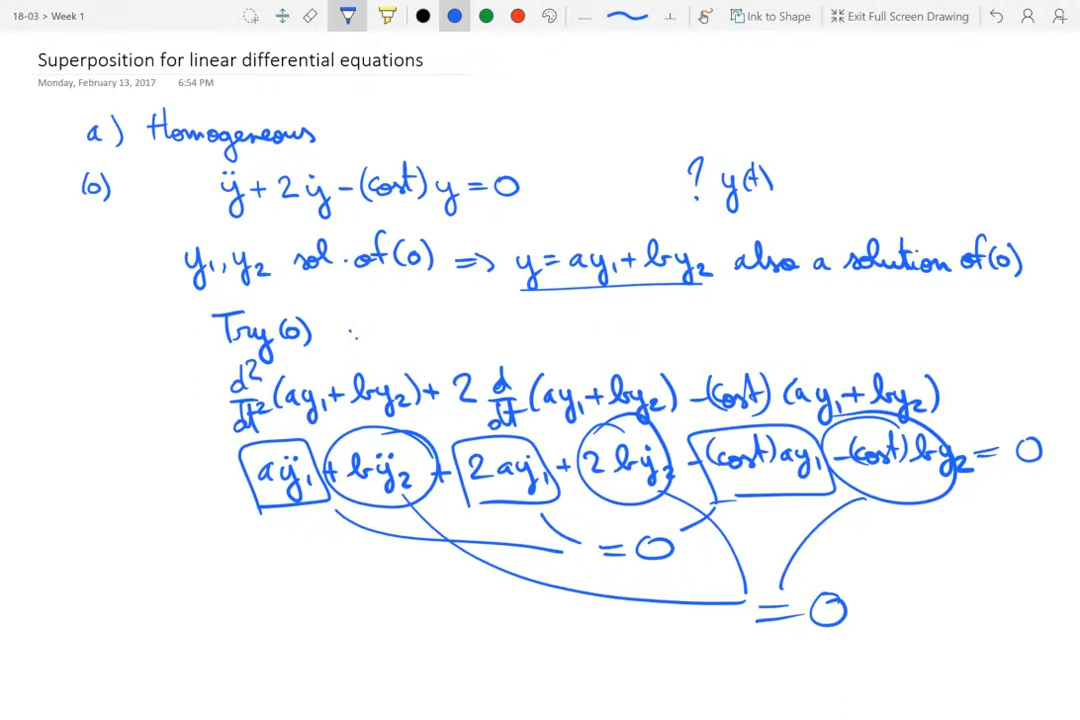 18-03 > Week 1
Ink to Shape
Exit Full Screen Drawing
Superposition for linear differential equations
Monday, February 13, 2017 6:54 PM
a) Homogeneous
(0) ÿ + 2ẏ - (cost) y = 0 ? y(t)
y₁, y₂ sol. of (0) => y = ay₁ + by₂ also a solution of (0)
Try (0) :
d²/dt² (ay₁ + by₂) + 2 d/dt (ay₁ + by₂) - (cost) (ay₁ + by₂)
aÿ₁ + bÿ₂ + 2aẏ₁ + 2bẏ₂ - (cost)ay₁ - (cost)by₂ = 0
= 0
= 0